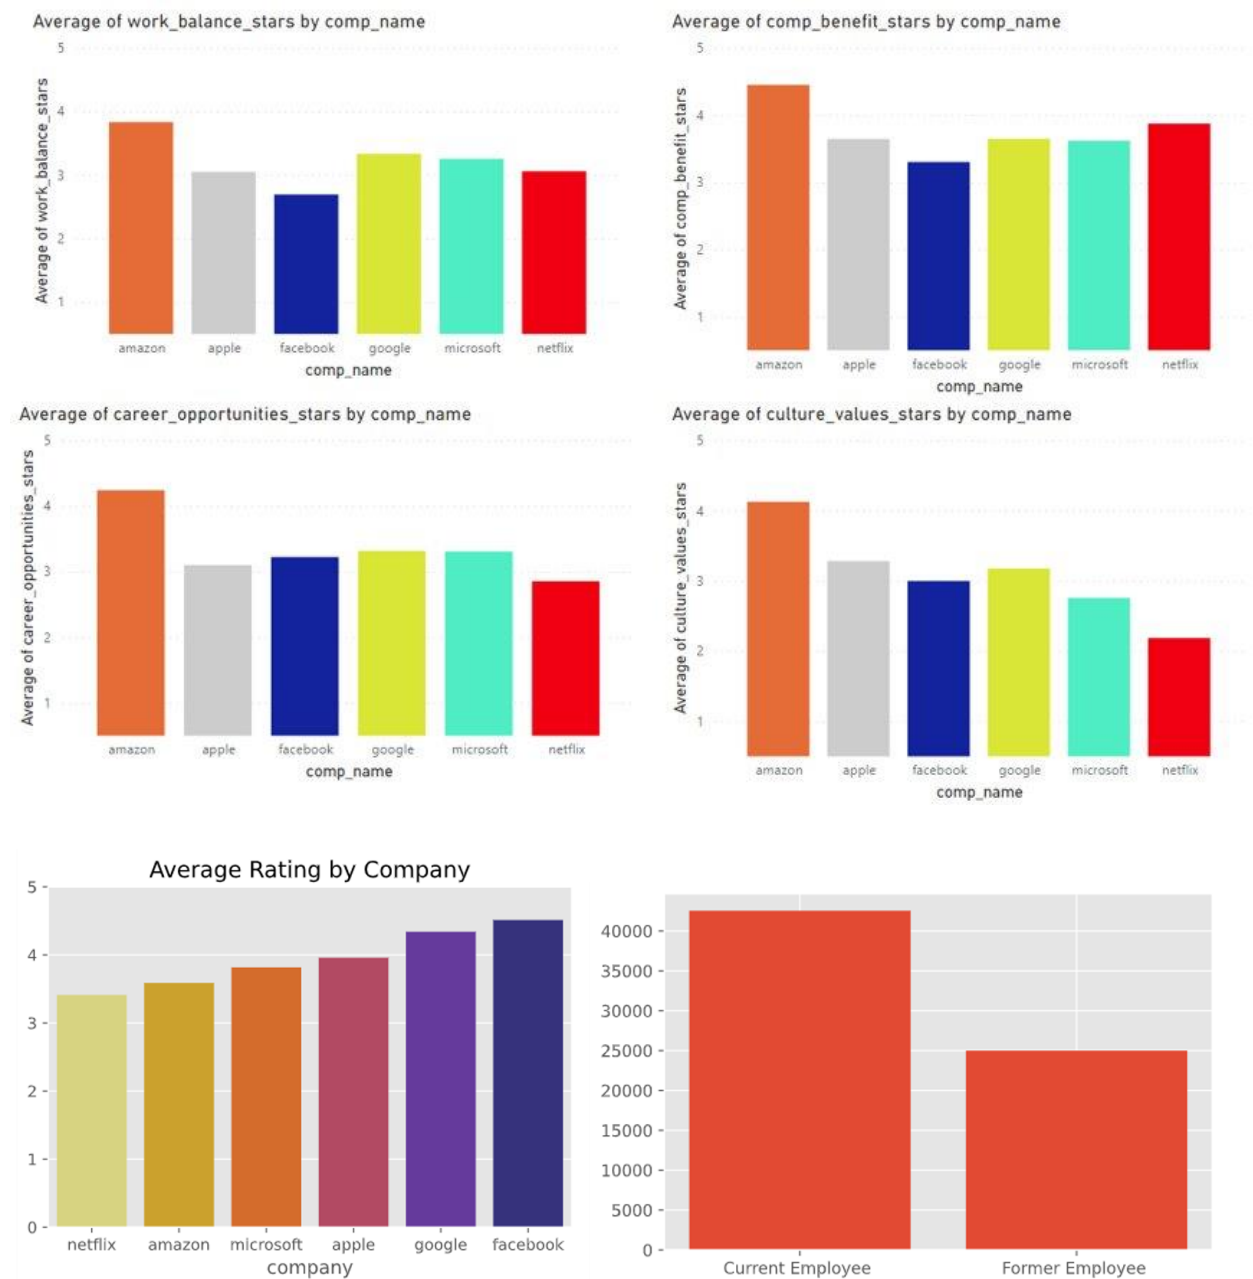 Average of work_balance_stars by comp_name
Average of work_balance_stars
5
4
3
2
1
amazon apple facebook google microsoft netflix
comp_name
Average of comp_benefit_stars by comp_name
Average of comp_benefit_stars
5
4
3
2
1
amazon apple facebook google microsoft netflix
comp_name
Average of career_opportunities_stars by comp_name
Average of career_opportunities_stars
5
4
3
2
1
amazon apple facebook google microsoft netflix
comp_name
Average of culture_values_stars by comp_name
Average of culture_values_stars
5
4
3
2
1
amazon apple facebook google microsoft netflix
comp_name
Average Rating by Company
5
4
3
2
1
0
netflix amazon microsoft apple google facebook
company
40000
35000
30000
25000
20000
15000
10000
5000
0
Current Employee Former Employee